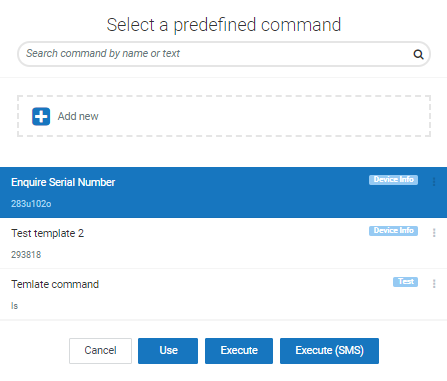 Select a predefined command
Search command by name or text
Add new
Enquire Serial Number
Device Info
283u102o
Test template 2
Device Info
293818
Temlate command
Test
ls
Cancel
Use
Execute
Execute (SMS)